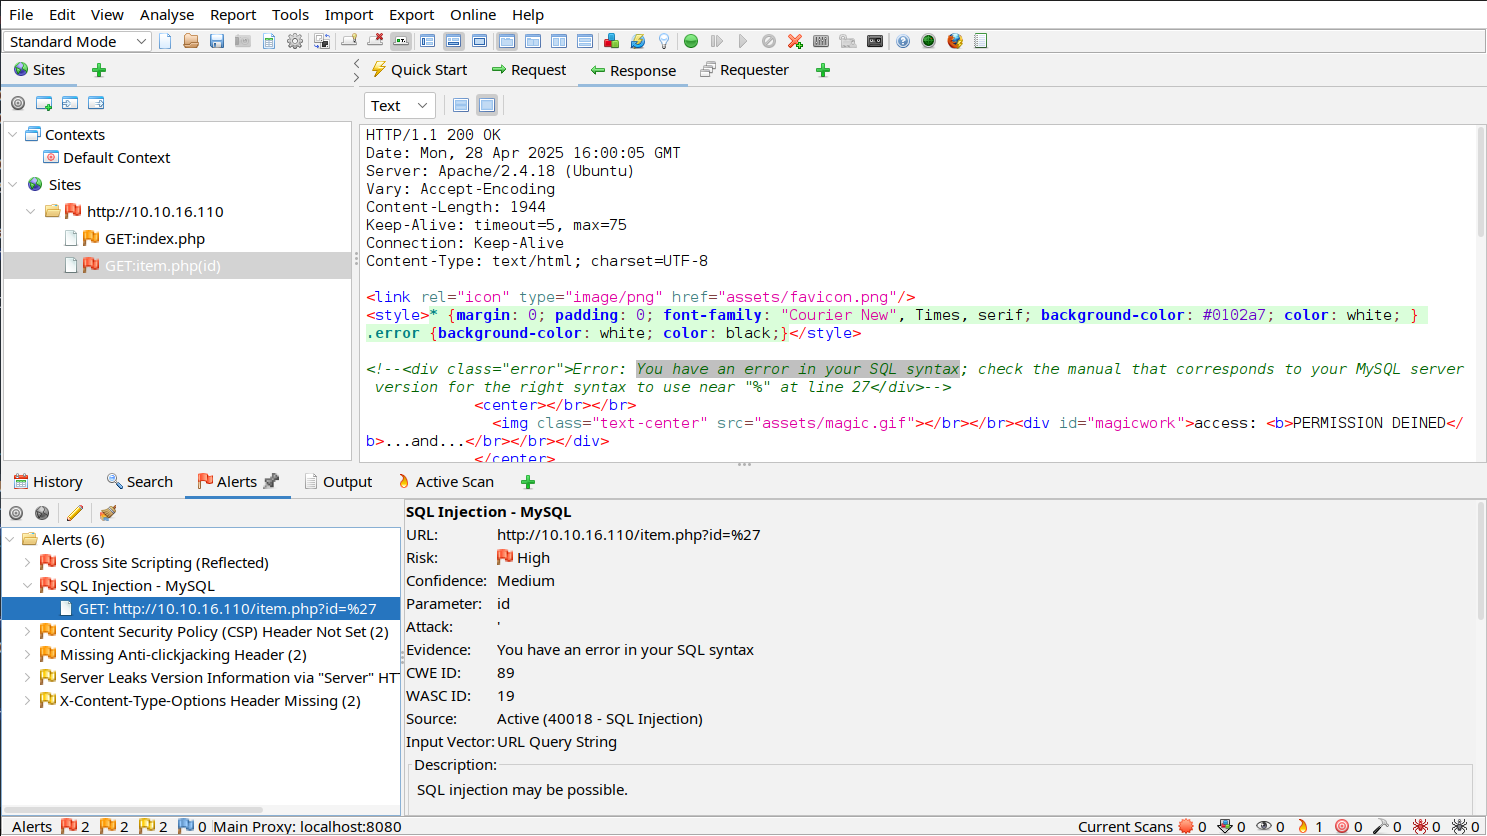 File Edit View Analyse Report Tools Import Export Online Help
Standard Mode
Sites
Quick Start Request Response Requester
Text
Contexts
Default Context
Sites
http://10.10.16.110
GET:index.php
GET:item.php(id)
HTTP/1.1 200 OK
Date: Mon, 28 Apr 2025 16:00:05 GMT
Server: Apache/2.4.18 (Ubuntu)
Vary: Accept-Encoding
Content-Length: 1944
Keep-Alive: timeout=5, max=75
Connection: Keep-Alive
Content-Type: text/html; charset=UTF-8
<link rel="icon" type="image/png" href="assets/favicon.png"/>
<style>* {margin: 0; padding: 0; font-family: "Courier New", Times, serif; background-color: #0102a7; color: white; }
.error {background-color: white; color: black;}</style>
<!--<div class="error">Error: You have an error in your SQL syntax; check the manual that corresponds to your MySQL server
version for the right syntax to use near "%" at line 27</div>-->
<center></br></br>
<img class="text-center" src="assets/magic.gif"></br></br><div id="magicwork">access: <b>PERMISSION DEINED</
b>...and...</br></br></div>
</center>
History Search Alerts Output Active Scan
Alerts (6)
Cross Site Scripting (Reflected)
SQL Injection - MySQL
GET: http://10.10.16.110/item.php?id=%27
Content Security Policy (CSP) Header Not Set (2)
Missing Anti-clickjacking Header (2)
Server Leaks Version Information via "Server" HT
X-Content-Type-Options Header Missing (2)
SQL Injection - MySQL
URL: http://10.10.16.110/item.php?id=%27
Risk: High
Confidence: Medium
Parameter: id
Attack: '
Evidence: You have an error in your SQL syntax
CWE ID: 89
WASC ID: 19
Source: Active (40018 - SQL Injection)
Input Vector: URL Query String
Description:
SQL injection may be possible.
Alerts 2 2 2 0 Main Proxy: localhost:8080
Current Scans 0 0 0 1 0 0 0 0